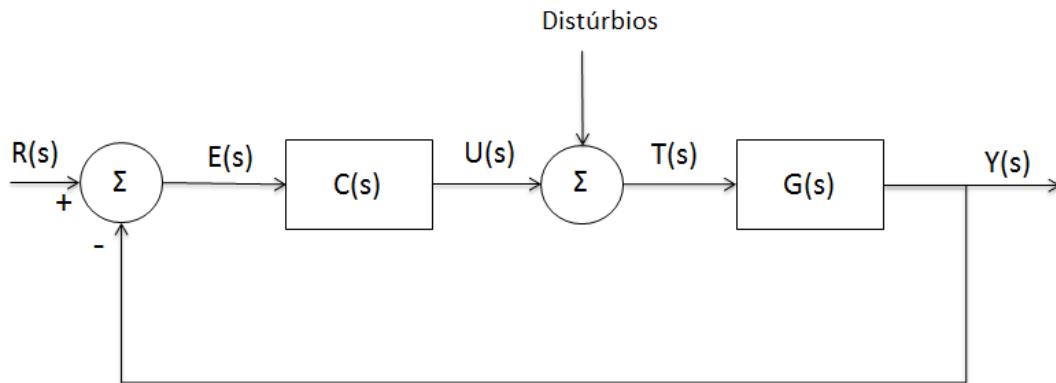 Distúrbios
R(s)
Σ
E(s)
C(s)
U(s)
Σ
T(s)
G(s)
Y(s)
+
-